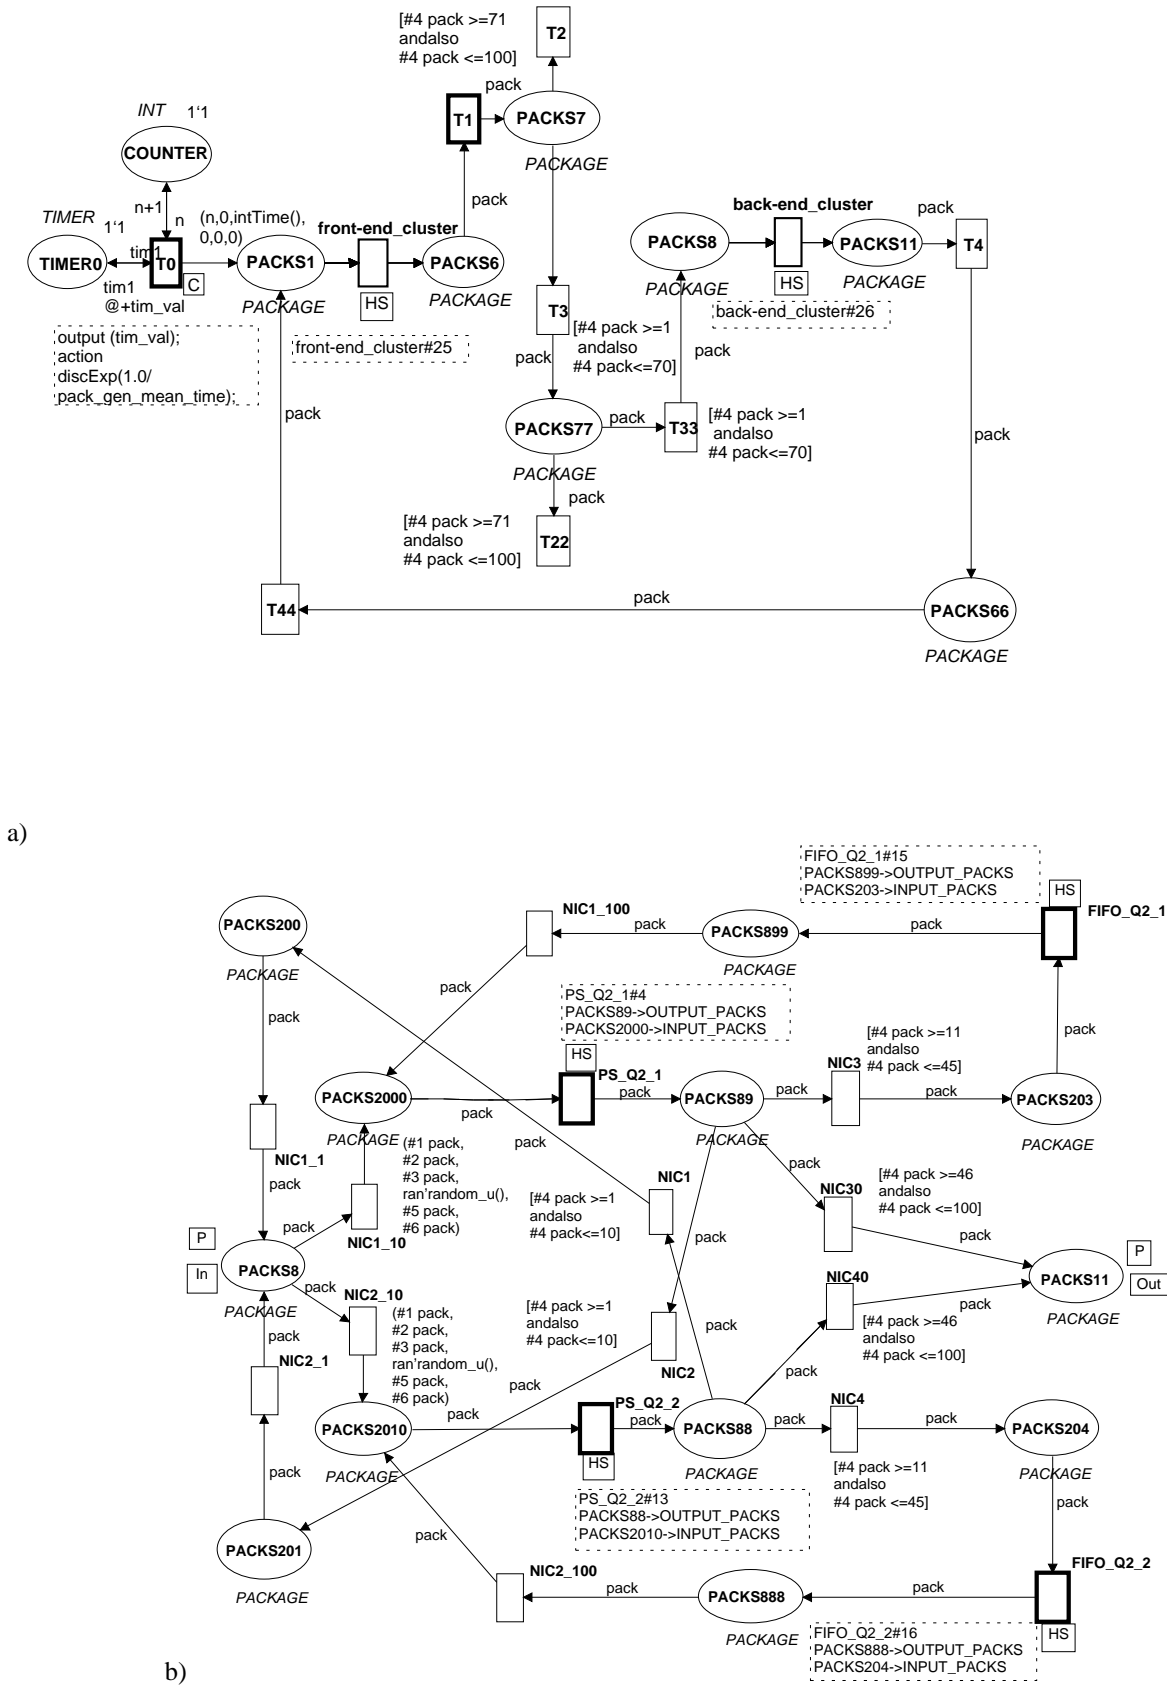 [#4 pack >=71
andalso
#4 pack <=100]
T2
pack
INT 1'1
COUNTER
T1
PACKS7
PACKAGE
pack
n+1
n
TIMER 1'1
(n,0,intTime(),
0,0,0)
front-end_cluster
back-end_cluster
pack
TIMER0
tim1
T0
PACKS1
PACKS6
PACKS8
PACKS11
T4
C
HS
HS
tim1
@+tim_val
PACKAGE
PACKAGE
PACKAGE
PACKAGE
T3
output (tim_val);
action
discExp(1.0/
pack_gen_mean_time);
front-end_cluster#25
back-end_cluster#26
[#4 pack >=1
andalso
#4 pack<=70]
pack
pack
pack
PACKS77
pack
T33
[#4 pack >=1
andalso
#4 pack<=70]
pack
PACKAGE
pack
[#4 pack >=71
andalso
#4 pack <=100]
T22
T44
pack
PACKS66
PACKAGE
a)
FIFO_Q2_1#15
PACKS899->OUTPUT_PACKS
PACKS203->INPUT_PACKS
HS
FIFO_Q2_1
PACKS200
NIC1_100
pack
PACKS899
pack
PACKAGE
PACKAGE
pack
pack
PS_Q2_1#4
PACKS89->OUTPUT_PACKS
PACKS2000->INPUT_PACKS
[#4 pack >=11
andalso
#4 pack <=45]
pack
HS
PS_Q2_1
NIC3
PACKS2000
pack
pack
PACKS89
pack
pack
PACKS203
PACKAGE
PACKAGE
PACKAGE
pack
NIC1_1
(#1 pack,
#2 pack,
#3 pack,
ran'random_u(),
#5 pack,
#6 pack)
pack
NIC1
pack
[#4 pack >=1
andalso
#4 pack<=10]
NIC30
[#4 pack >=46
andalso
#4 pack <=100]
pack
pack
NIC1_10
P
In
PACKS8
PACKAGE
pack
pack
P
Out
PACKS11
PACKAGE
NIC2_10
(#1 pack,
#2 pack,
#3 pack,
ran'random_u(),
#5 pack,
#6 pack)
[#4 pack >=1
andalso
#4 pack<=10]
NIC40
pack
[#4 pack >=46
andalso
#4 pack <=100]
pack
NIC2_1
NIC2
pack
pack
pack
PS_Q2_2
NIC4
PACKS2010
pack
pack
PACKS88
pack
pack
PACKS204
HS
PACKAGE
PACKAGE
PACKAGE
pack
[#4 pack >=11
andalso
#4 pack <=45]
PS_Q2_2#13
PACKS88->OUTPUT_PACKS
PACKS2010->INPUT_PACKS
pack
pack
PACKS201
PACKAGE
NIC2_100
pack
PACKS888
pack
FIFO_Q2_2
PACKAGE
HS
FIFO_Q2_2#16
PACKS888->OUTPUT_PACKS
PACKS204->INPUT_PACKS
b)